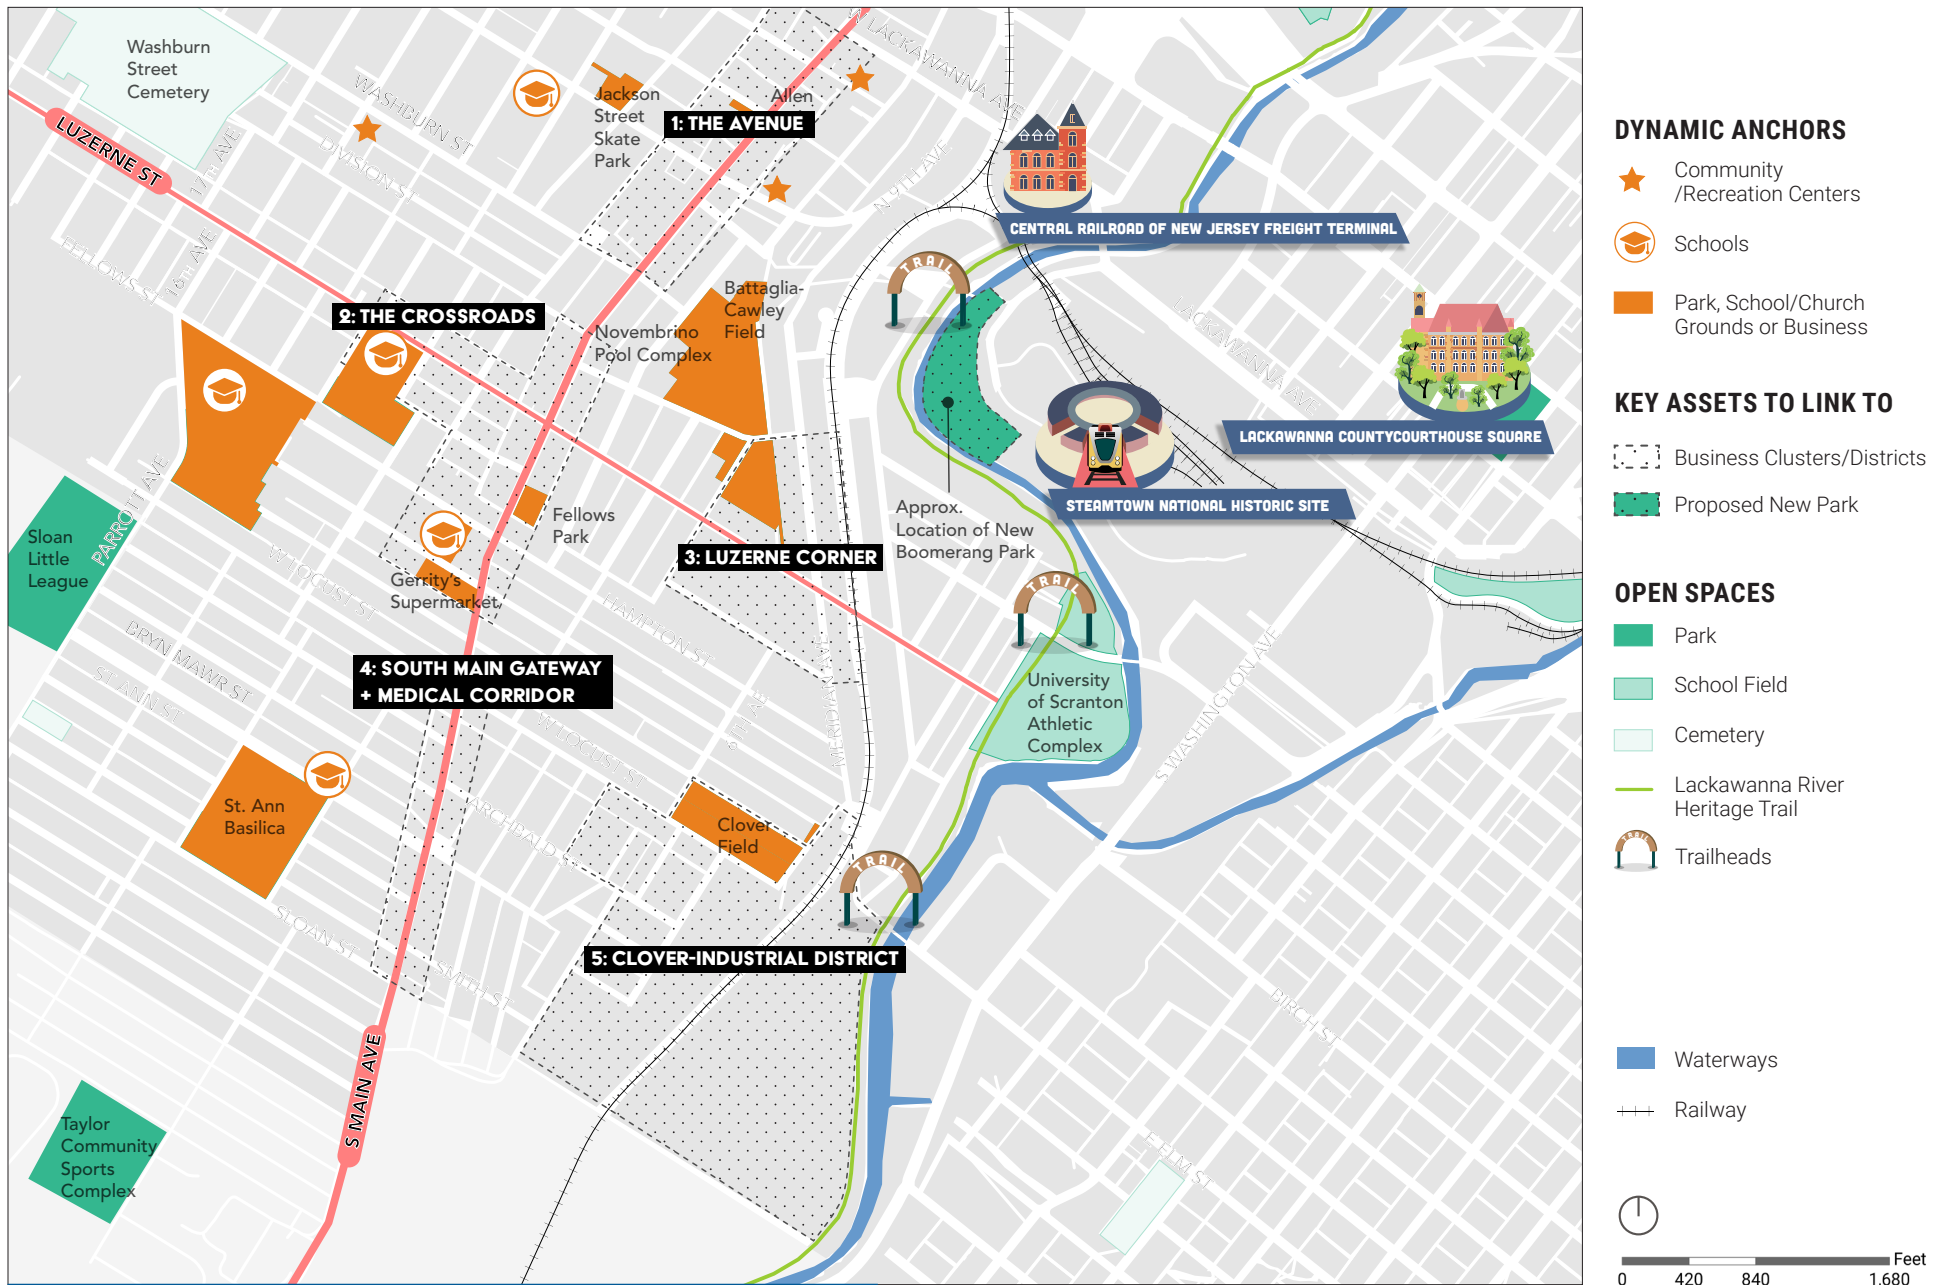 Washburn
Street
Cemetery
LUZERNE ST
17TH AVE
16TH AVE
WASHBURN ST
DIVISION ST
FELLOWS ST
Jackson
Street
Skate
Park
Allen
1: THE AVENUE
W LACKAWANNA AVE
N 9TH AVE
CENTRAL RAILROAD OF NEW JERSEY FREIGHT TERMINAL
TRAIL
2: THE CROSSROADS
Novembrino
Pool Complex
Battaglia-
Cawley
Field
LACKAWANNA AVE
LACKAWANNA COUNTYCOURTHOUSE SQUARE
STEAMTOWN NATIONAL HISTORIC SITE
Approx.
Location of New
Boomerang Park
Sloan
Little
League
PARROTT AVE
Fellows
Park
3: LUZERNE CORNER
Gerrity's
Supermarket
W LOCUST ST
HAMPTON ST
TRAIL
BRYN MAWR ST
ST ANN ST
4: SOUTH MAIN GATEWAY
+ MEDICAL CORRIDOR
University
of Scranton
Athletic
Complex
S WASHINGTON AVE
W LOCUST ST
6TH AVE
St. Ann
Basilica
ARCHBALD ST
Clover
Field
TRAIL
SLOAN ST
SMITH ST
5: CLOVER-INDUSTRIAL DISTRICT
BIRCH ST
S MAIN AVE
Taylor
Community
Sports
Complex
E ELM ST
DYNAMIC ANCHORS
Community
/Recreation Centers
Schools
Park, School/Church
Grounds or Business
KEY ASSETS TO LINK TO
Business Clusters/Districts
Proposed New Park
OPEN SPACES
Park
School Field
Cemetery
Lackawanna River
Heritage Trail
TRAIL
Trailheads
Waterways
Railway
Feet
0 420 840 1,680